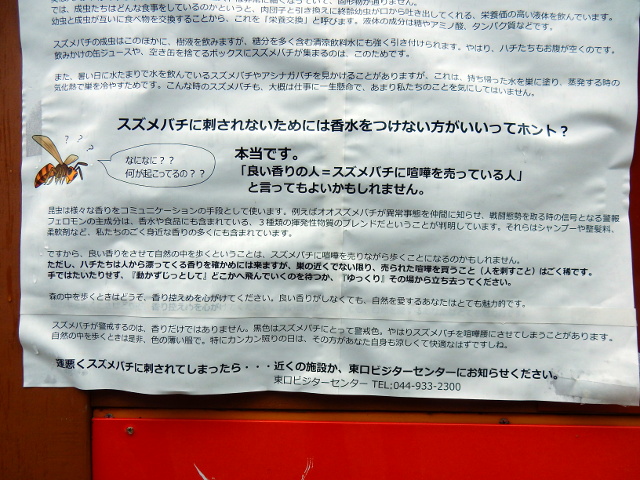 では、成虫たちはどんな食事をしているのかというと、肉団子と引き換えに終齢幼虫が口から吐き出してくれる、栄養価の高い液体を飲んでいます。
幼虫と成虫が互いに食べ物を交換することから、これを「栄養交換」と呼びます。液体の成分は糖やアミノ酸、タンパク質などです。
スズメバチの成虫はこのほかに、樹液を飲みますが、糖分を多く含む清涼飲料水にも強く引き付けられます。やはり、ハチたちもお腹が空くのです。
飲みかけの缶ジュースや、空き缶を捨てるボックスにスズメバチが集まるのは、このためです。
また、暑い日に水たまりで水を飲んでいるスズメバチやアシナガバチを見かけることがありますが、これは、持ち帰った水を巣に塗り、蒸発する時の
気化熱で巣を冷やすためです。こんな時のスズメバチも、大概は仕事に一生懸命で、あまり私たちのことを気にしてはいません。
スズメバチに刺されないためには香水をつけない方がいいってホント？
? ? ?
なになに？？
何が起こってるの？？
本当です。
「良い香りの人＝スズメバチに喧嘩を売っている人」
と言ってもよいかもしれません。
昆虫は様々な香りをコミュニケーションの手段として使います。例えばオオスズメバチが異常事態を仲間に知らせ、戦闘態勢を取る時の信号となる警報
フェロモンの主成分は、香水や食品にも含まれている、３種類の揮発性物質のブレンドだということが判明しています。それらはシャンプーや整髪料、
柔軟剤など、私たちのごく身近な香りの多くにも含まれています。
ですから、良い香りをさせて自然の中を歩くということは、スズメバチに喧嘩を売りながら歩くことになるのかもしれません。
ただし、ハチたちは人から漂ってくる香りを確かめには来ますが、巣の近くでない限り、売られた喧嘩を買うこと（人を刺すこと）はごく稀です。
手ではたいたりせず、『動かずじっとして』どこかへ飛んでいくのを待つか、『ゆっくり』その場から立ち去ってください。
森の中を歩くときはどうぞ、香り控えめを心がけてください。良い香りがしなくても、自然を愛するあなたはとても魅力的です。
スズメバチが警戒するのは、香りだけではありません。黒色はスズメバチにとって警戒色。やはりスズメバチを喧嘩腰にさせてしまうことがあります。
自然の中を歩くときは是非、色の薄い服で。特にカンカン照りの日は、その方があなた自身も涼しくて快適なはずですしね。
運悪くスズメバチに刺されてしまったら・・・近くの施設か、東口ビジターセンターにお知らせください。
東口ビジターセンター TEL:044-933-2300